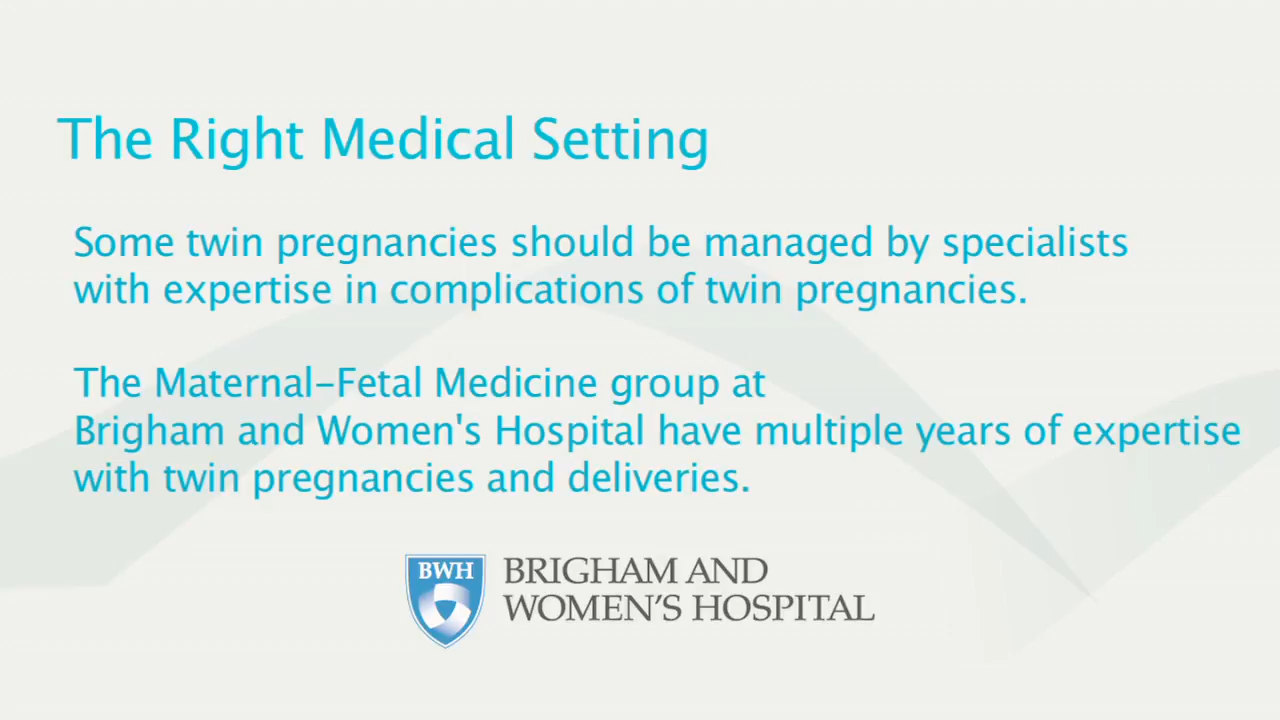 The Right Medical Setting
Some twin pregnancies should be managed by specialists
with expertise in complications of twin pregnancies.
The Maternal-Fetal Medicine group at
Brigham and Women's Hospital have multiple years of expertise
with twin pregnancies and deliveries.
BWH
BRIGHAM AND
WOMEN'S HOSPITAL